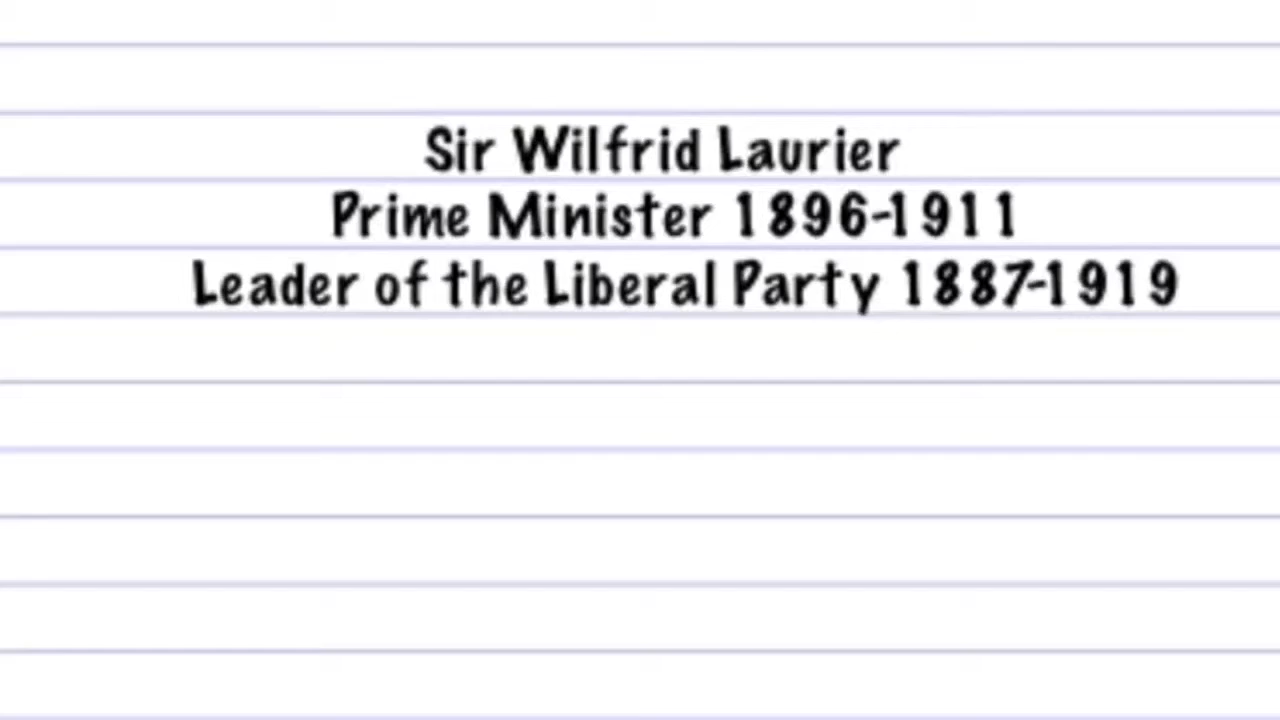 Sir Wilfrid Laurier
Prime Minister 1896-1911
Leader of the Liberal Party 1887-1919